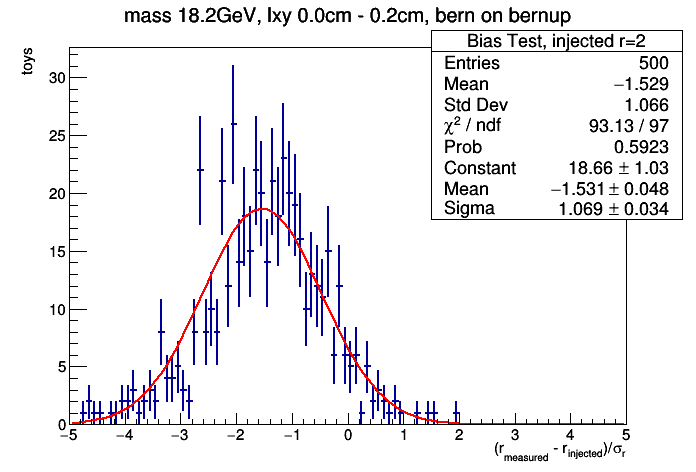 mass 18.2GeV, lxy 0.0cm - 0.2cm, bern on bernup
Bias Test, injected r=2
Entries 500
Mean −1.529
Std Dev 1.066
χ² / ndf 93.13 / 97
Prob 0.5923
Constant 18.66 ± 1.03
Mean −1.531 ± 0.048
Sigma 1.069 ± 0.034
toys
30
25
20
15
10
5
0
−5 −4 −3 −2 −1 0 1 2 3 4 5
(r_measured - r_injected)/σ_r